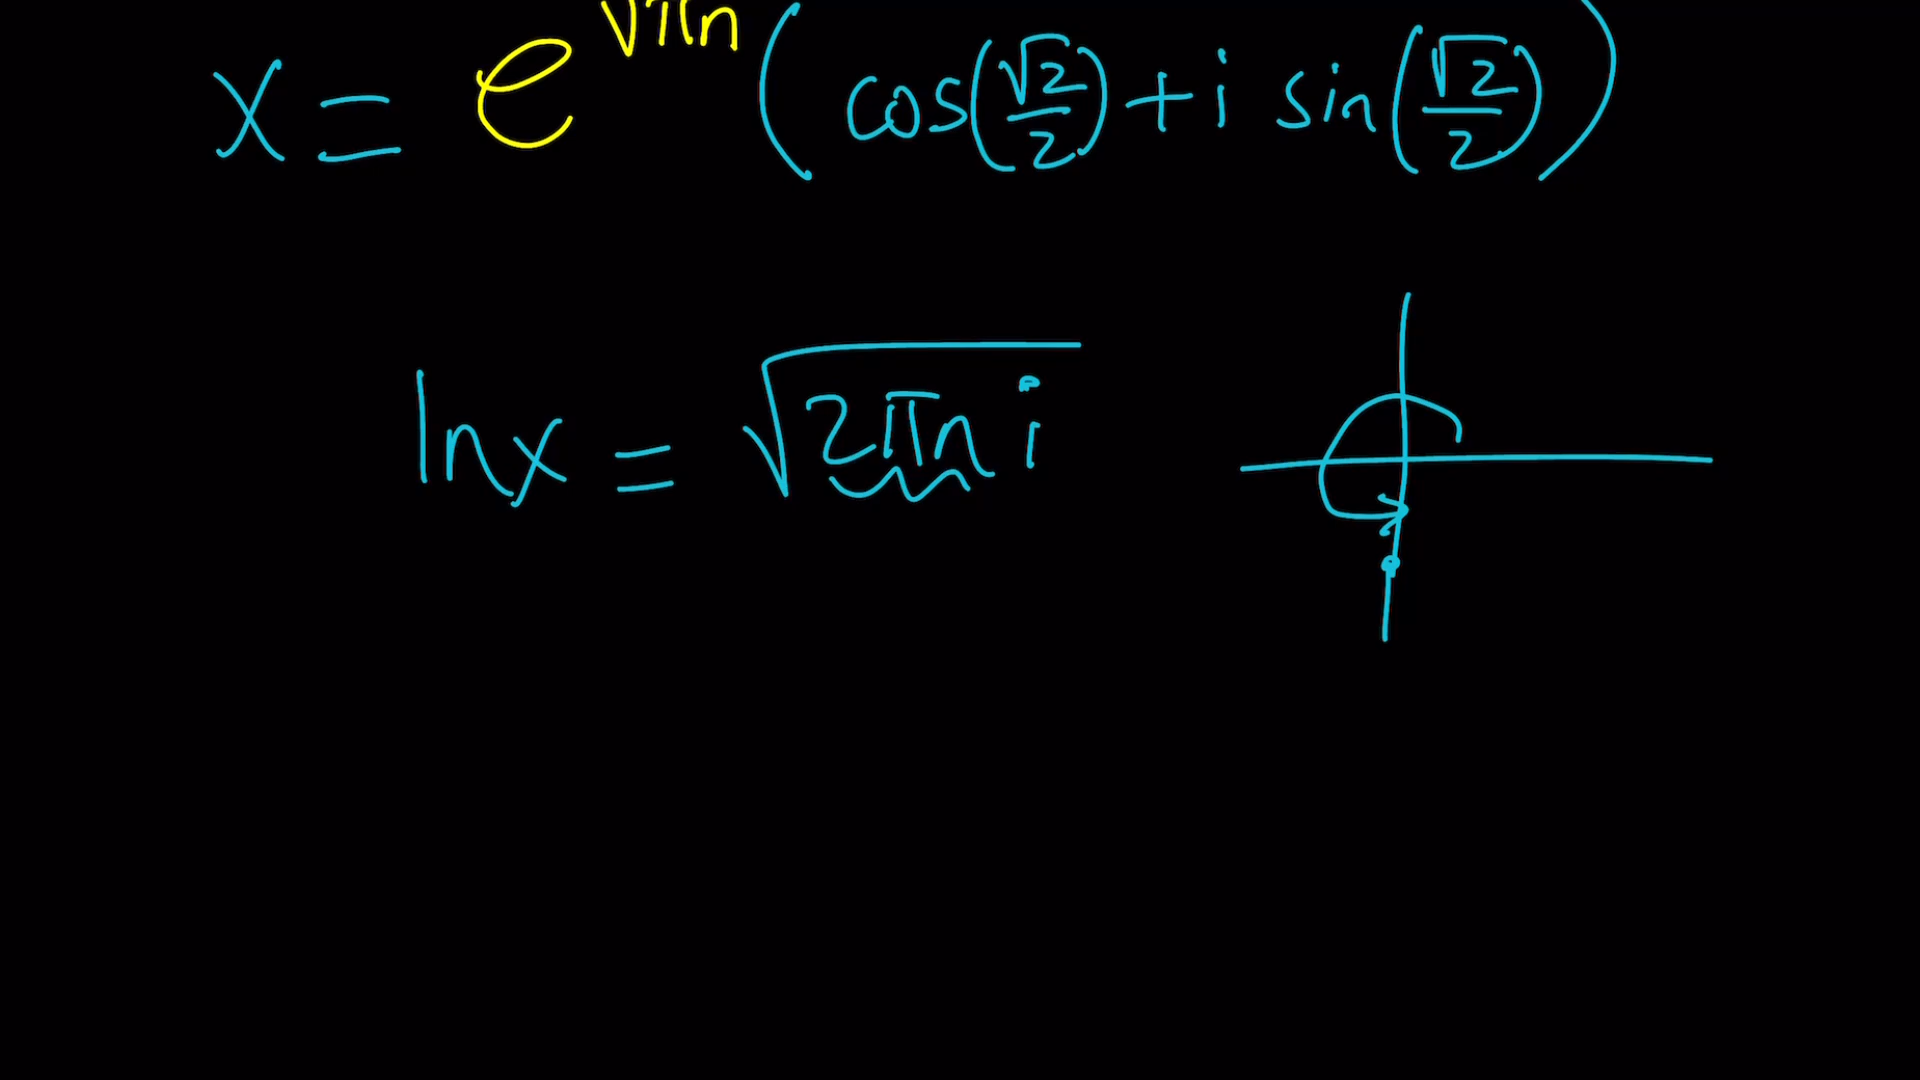 x = e^√πn (cos(√2/2) + i sin(√2/2))
ln x = √2πn i